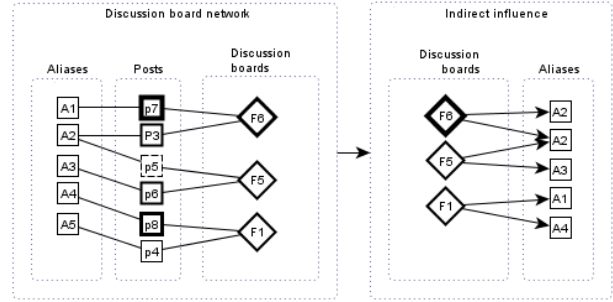 Discussion board network
Indirect influence
Discussion
boards
Aliases
Posts
A1
p7
F6
A2
P3
p5
A3
F5
p6
A4
p8
F1
A5
p4
Discussion
boards
Aliases
F6
A2
A2
F5
A3
A1
F1
A4